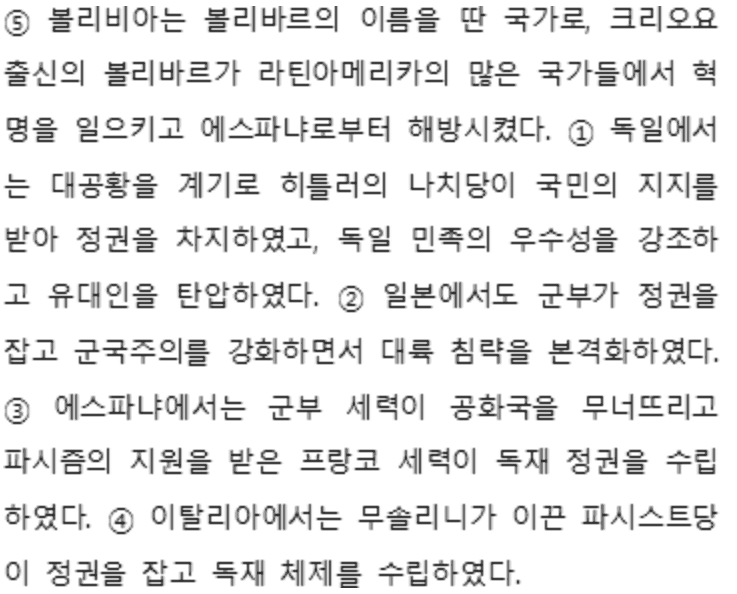 ⑤ 볼리비아는 볼리바르의 이름을 딴 국가로, 크리오요
출신의 볼리바르가 라틴아메리카의 많은 국가들에서 혁
명을 일으키고 에스파냐로부터 해방시켰다. ① 독일에서
는 대공황을 계기로 히틀러의 나치당이 국민의 지지를
받아 정권을 차지하였고, 독일 민족의 우수성을 강조하
고 유대인을 탄압하였다. ② 일본에서도 군부가 정권을
잡고 군국주의를 강화하면서 대륙 침략을 본격화하였다.
③ 에스파냐에서는 군부 세력이 공화국을 무너뜨리고
파시즘의 지원을 받은 프랑코 세력이 독재 정권을 수립
하였다. ④ 이탈리아에서는 무솔리니가 이끈 파시스트당
이 정권을 잡고 독재 체제를 수립하였다.